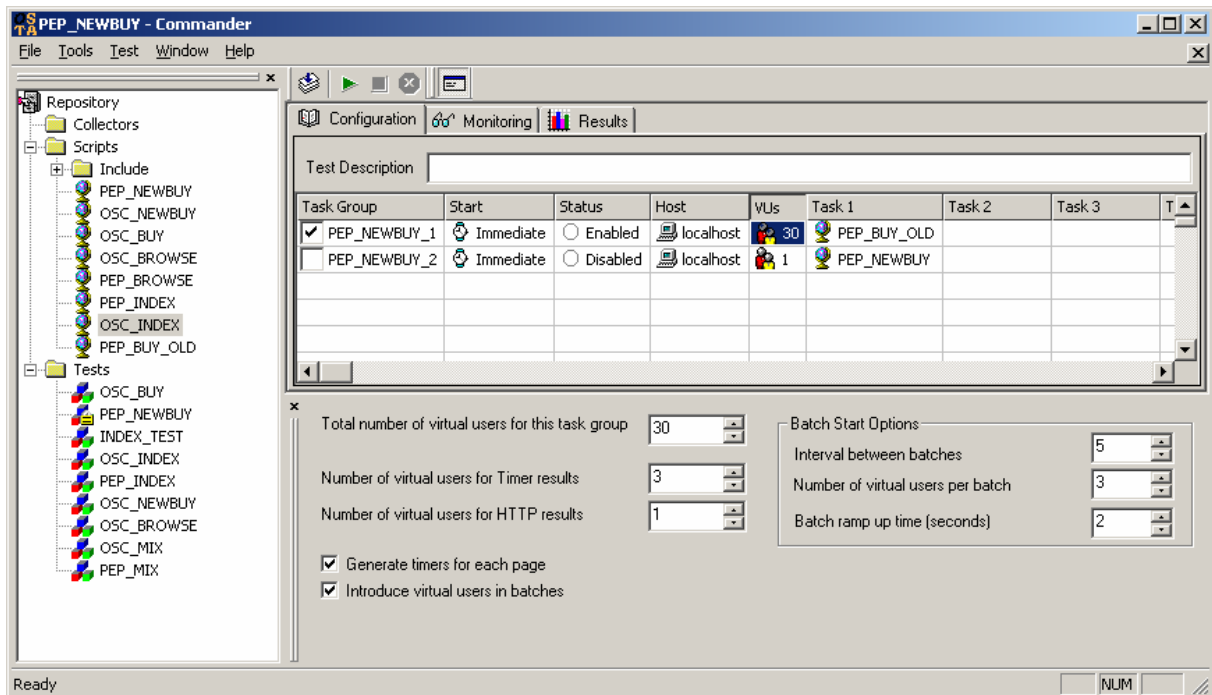 OSTA PEP_NEWBUY - Commander
File Tools Test Window Help
Repository
Collectors
Scripts
Include
PEP_NEWBUY
OSC_NEWBUY
OSC_BUY
OSC_BROWSE
PEP_BROWSE
PEP_INDEX
OSC_INDEX
PEP_BUY_OLD
Tests
OSC_BUY
PEP_NEWBUY
INDEX_TEST
OSC_INDEX
PEP_INDEX
OSC_NEWBUY
OSC_BROWSE
OSC_MIX
PEP_MIX
Configuration Monitoring Results
Test Description
Task Group Start Status Host VUs Task 1 Task 2 Task 3 T
PEP_NEWBUY_1 Immediate Enabled localhost 30 PEP_BUY_OLD
PEP_NEWBUY_2 Immediate Disabled localhost 1 PEP_NEWBUY
Total number of virtual users for this task group 30
Number of virtual users for Timer results 3
Number of virtual users for HTTP results 1
Generate timers for each page
Introduce virtual users in batches
Batch Start Options
Interval between batches 5
Number of virtual users per batch 3
Batch ramp up time (seconds) 2
Ready NUM